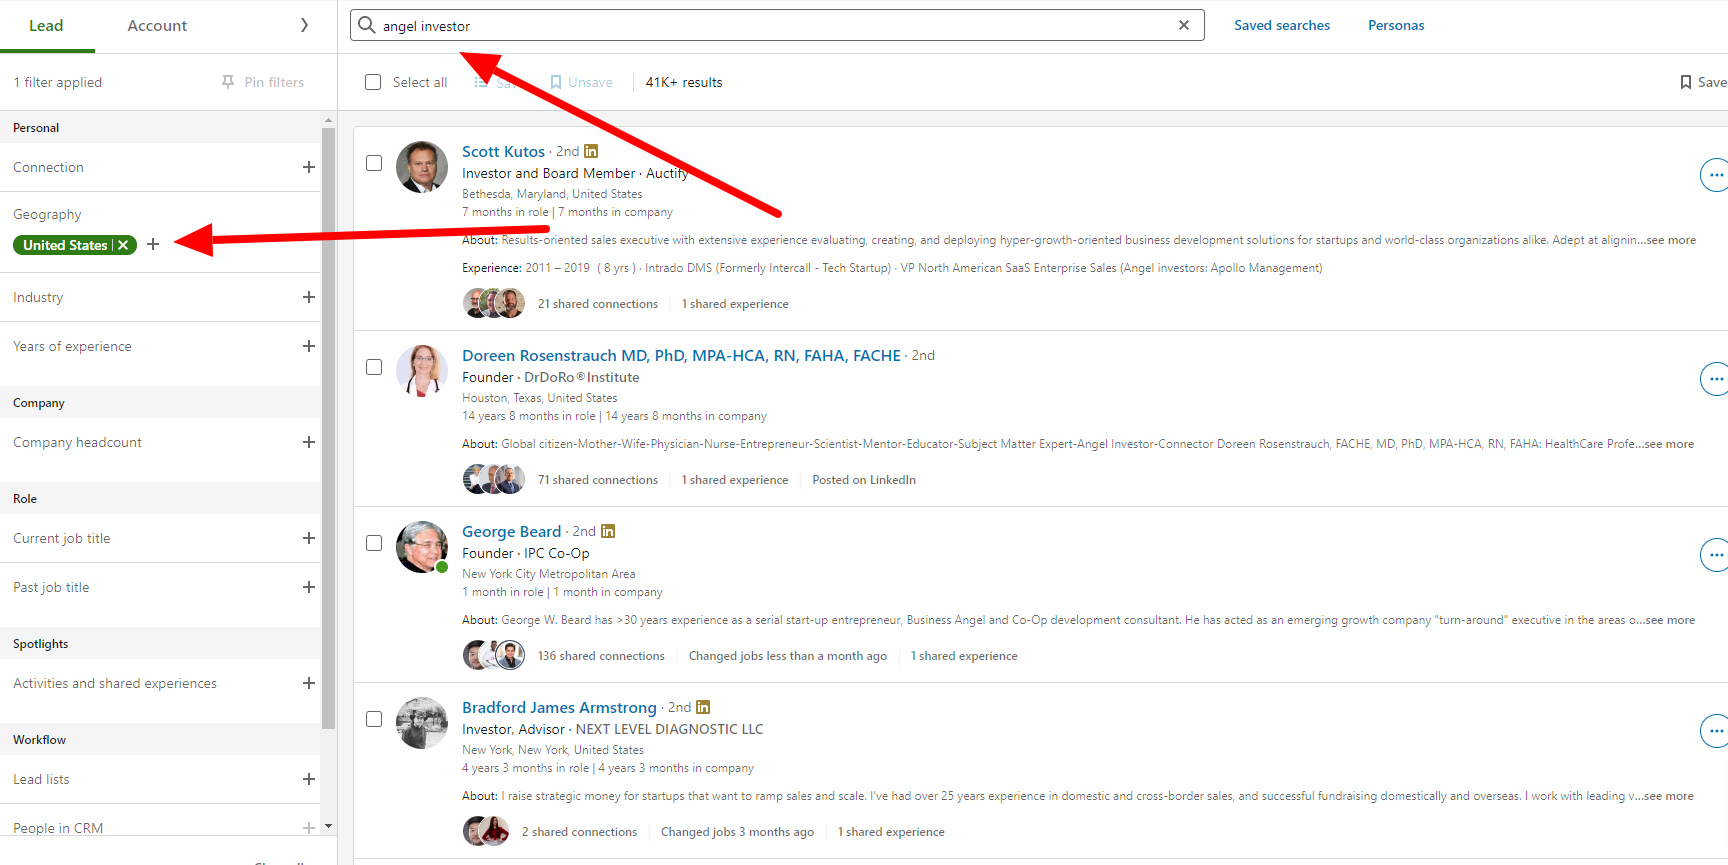 Lead
Account
angel investor
Saved searches
Personas
1 filter applied
Pin filters
Select all
Unsave
41K+ results
Save
Personal
Connection
Geography
United States
Industry
Years of experience
Company
Company headcount
Role
Current job title
Past job title
Spotlights
Activities and shared experiences
Workflow
Lead lists
People in CRM
Scott Kutos · 2nd in
Investor and Board Member · Auctify
Bethesda, Maryland, United States
7 months in role | 7 months in company
About: Results-oriented sales executive with extensive experience evaluating, creating, and deploying hyper-growth-oriented business development solutions for startups and world-class organizations alike. Adept at alignin...see more
Experience: 2011 – 2019 ( 8 yrs ) · Intrado DMS (Formerly Intercall - Tech Startup) · VP North American SaaS Enterprise Sales (Angel investors: Apollo Management)
21 shared connections | 1 shared experience
Doreen Rosenstrauch MD, PhD, MPA-HCA, RN, FAHA, FACHE · 2nd
Founder · DrDoRo®Institute
Houston, Texas, United States
14 years 8 months in role | 14 years 8 months in company
About: Global citizen-Mother-Wife-Physician-Nurse-Entrepreneur-Scientist-Mentor-Educator-Subject Matter Expert-Angel Investor-Connector Doreen Rosenstrauch, FACHE, MD, PhD, MPA-HCA, RN, FAHA: HealthCare Profe...see more
71 shared connections | 1 shared experience | Posted on LinkedIn
George Beard · 2nd in
Founder · IPC Co-Op
New York City Metropolitan Area
1 month in role | 1 month in company
About: George W. Beard has >30 years experience as a serial start-up entrepreneur, Business Angel and Co-Op development consultant. He has acted as an emerging growth company "turn-around" executive in the areas o...see more
136 shared connections | Changed jobs less than a month ago | 1 shared experience
Bradford James Armstrong · 2nd in
Investor, Advisor · NEXT LEVEL DIAGNOSTIC LLC
New York, New York, United States
4 years 3 months in role | 4 years 3 months in company
About: I raise strategic money for startups that want to ramp sales and scale. I've had over 25 years experience in domestic and cross-border sales, and successful fundraising domestically and overseas. I work with leading v...see more
2 shared connections | Changed jobs 3 months ago | 1 shared experience